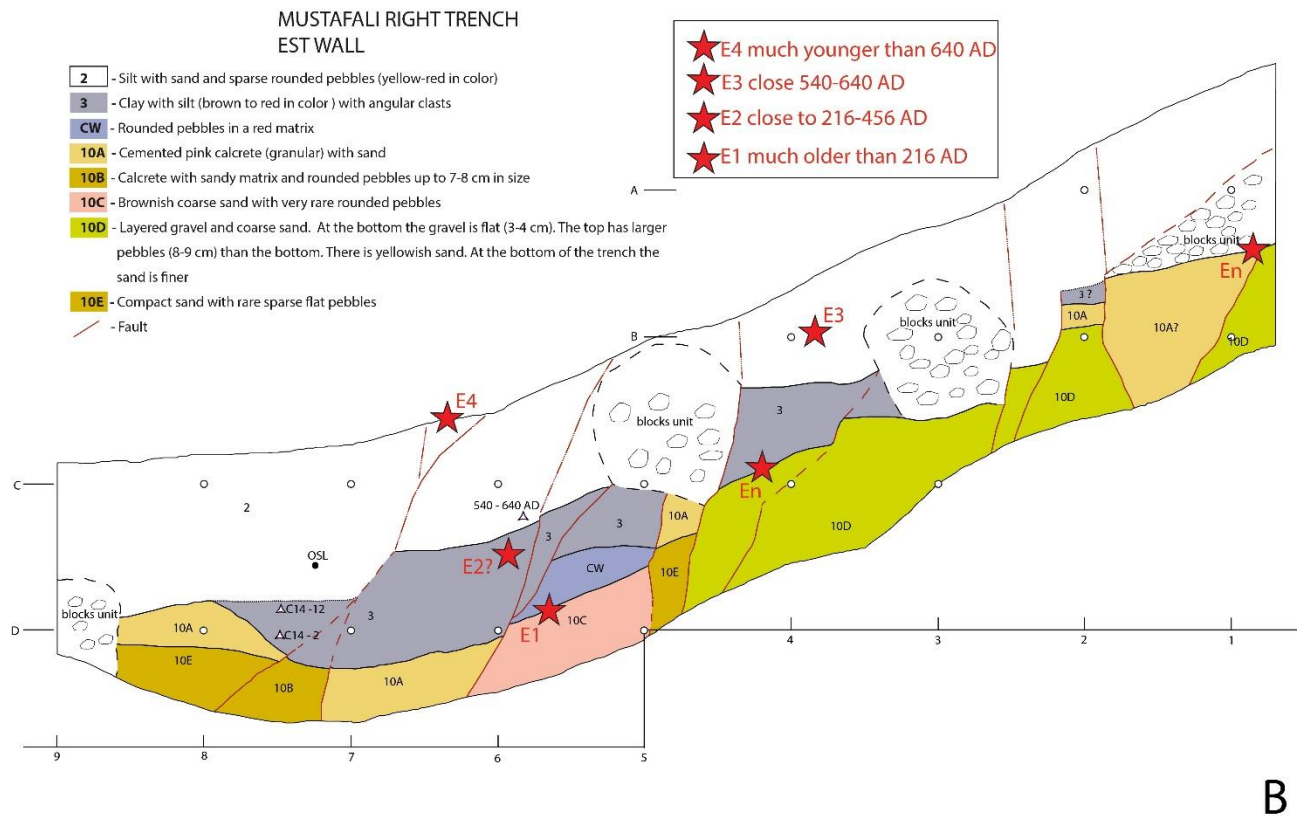 MUSTAFALI RIGHT TRENCH
EST WALL
2 - Silt with sand and sparse rounded pebbles (yellow-red in color)
3 - Clay with silt (brown to red in color ) with angular clasts
CW - Rounded pebbles in a red matrix
10A - Cemented pink calcrete (granular) with sand
10B - Calcrete with sandy matrix and rounded pebbles up to 7-8 cm in size
10C - Brownish coarse sand with very rare rounded pebbles
10D - Layered gravel and coarse sand. At the bottom the gravel is flat (3-4 cm). The top has larger
pebbles (8-9 cm) than the bottom. There is yellowish sand. At the bottom of the trench the
sand is finer
10E - Compact sand with rare sparse flat pebbles
- Fault
E4 much younger than 640 AD
E3 close 540-640 AD
E2 close to 216-456 AD
E1 much older than 216 AD
A
blocks unit
En
3 ?
10A
10A?
10D
10D
B
E3
blocks unit
blocks unit
3
E4
En
10D
C
2
540 - 640 AD
3
3
10A
OSL
E2?
CW
10E
blocks unit
C14 -12
3
D
10A
C14 - 2
E1
10C
4
3
2
1
10E
10B
10A
9
8
7
6
5
B